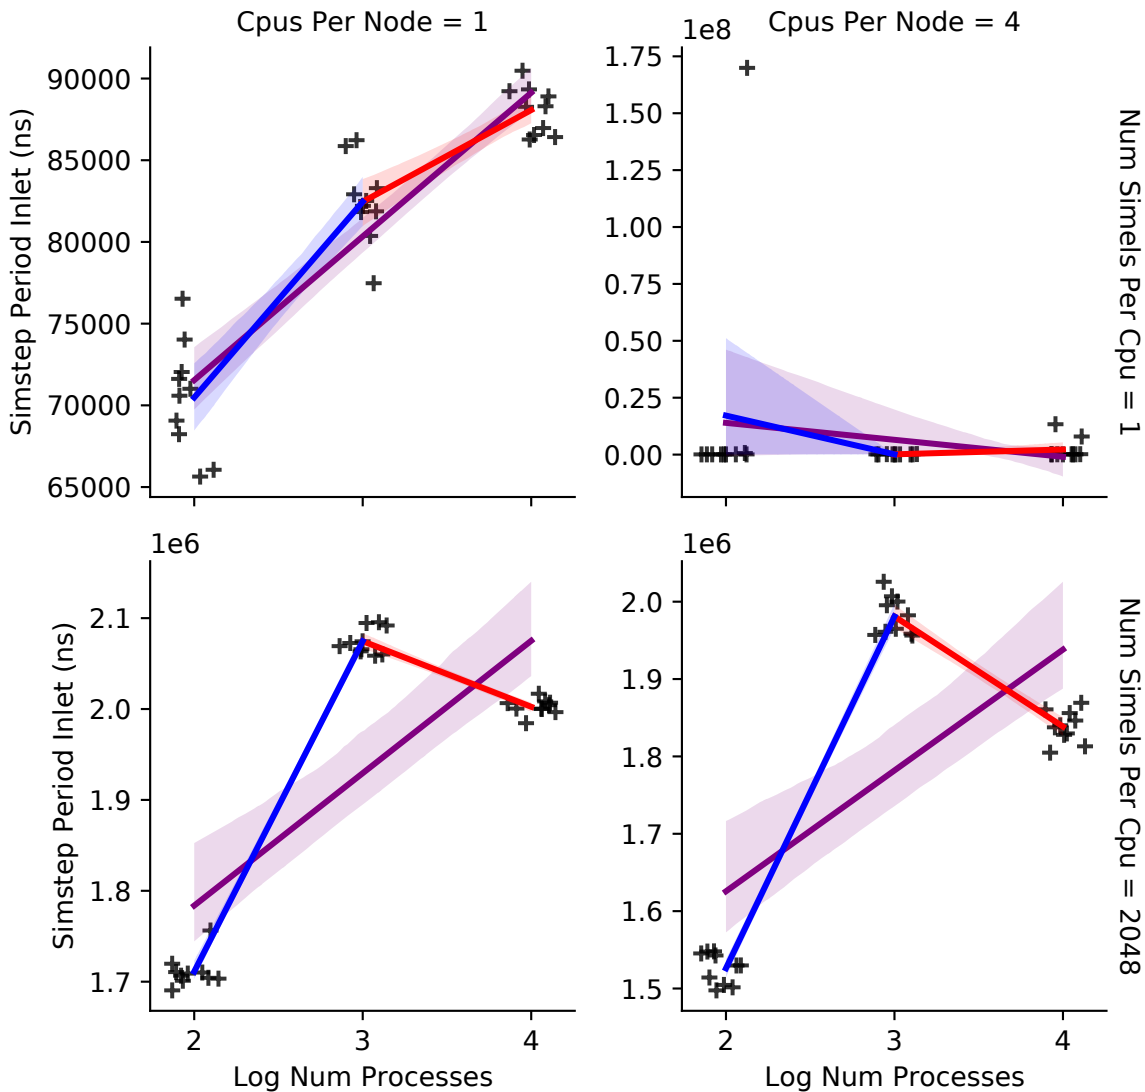 Cpus Per Node = 1
Cpus Per Node = 4
1e8
Simstep Period Inlet (ns)
90000
85000
80000
75000
70000
65000
1.75
1.50
1.25
1.00
0.75
0.50
0.25
0.00
Num Simels Per Cpu = 1
1e6
Simstep Period Inlet (ns)
2.1
2.0
1.9
1.8
1.7
2
3
4
Log Num Processes
1e6
2.0
1.9
1.8
1.7
1.6
1.5
2
3
4
Log Num Processes
Num Simels Per Cpu = 2048